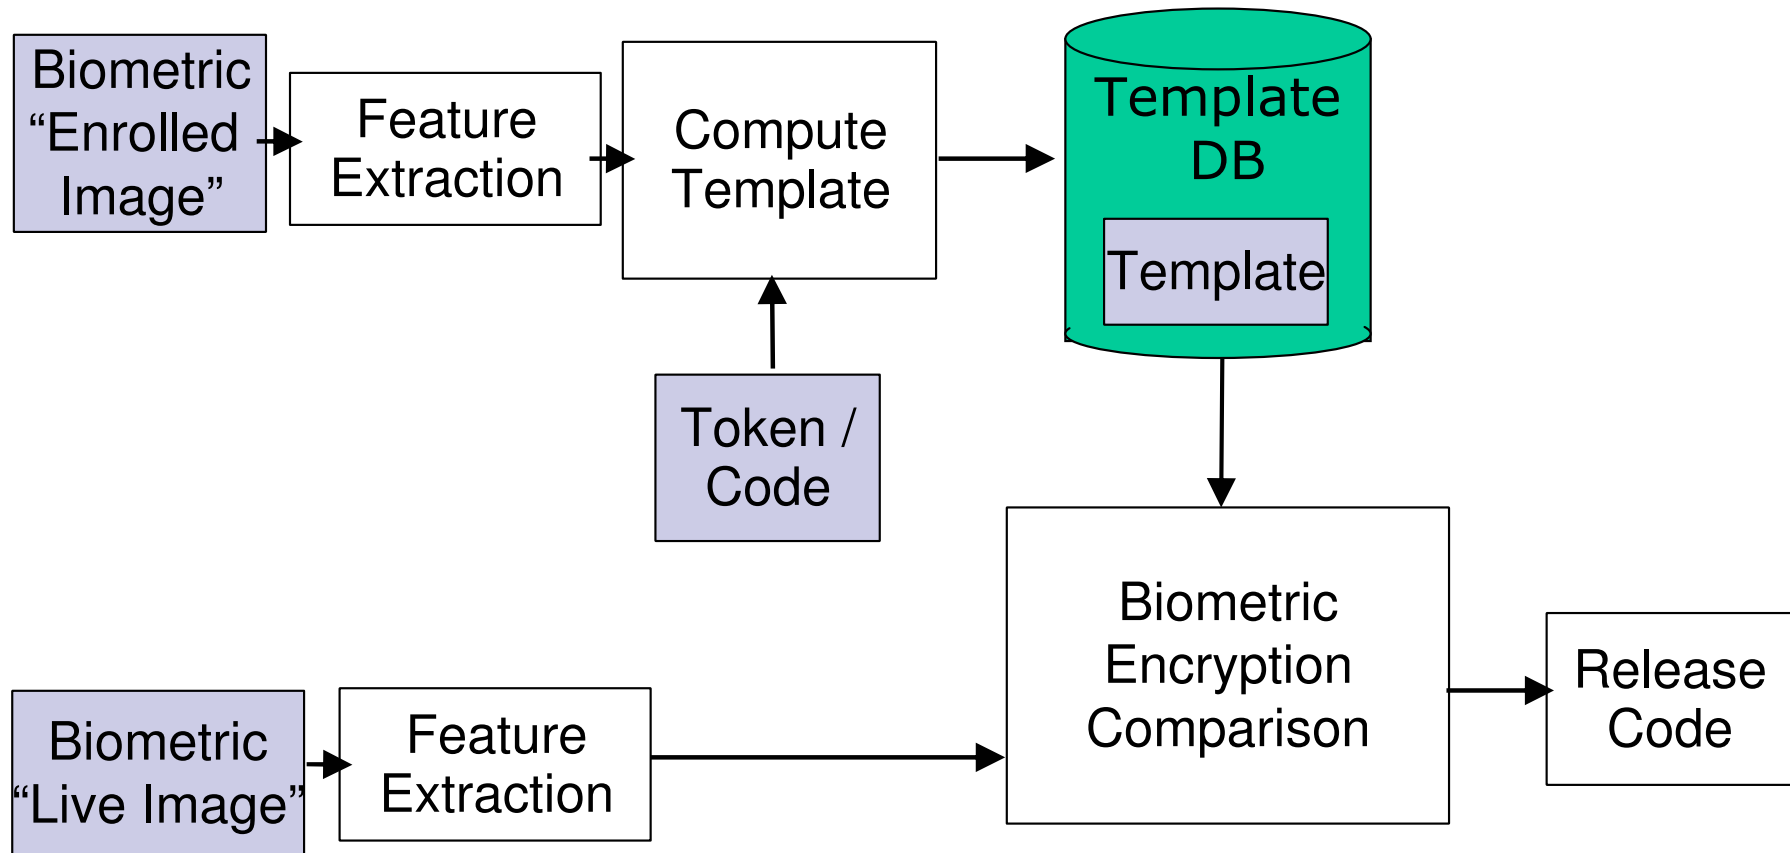 Biometric
“Enrolled
Image”
Feature
Extraction
Compute
Template
Template
DB
Template
Token /
Code
Biometric
“Live Image”
Feature
Extraction
Biometric
Encryption
Comparison
Release
Code